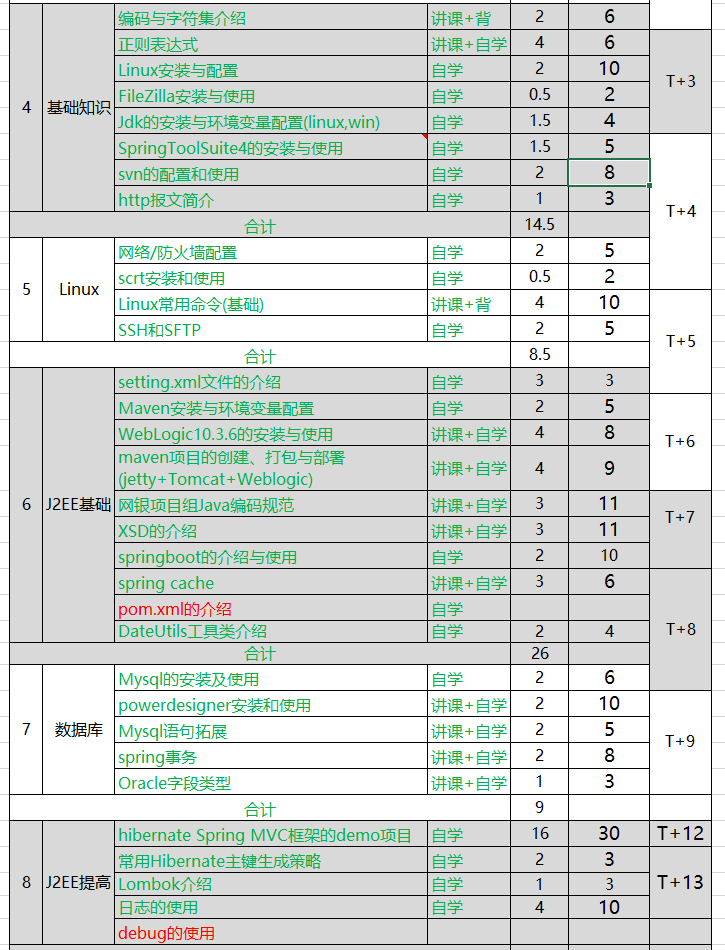 编码与字符集介绍 讲课+背 2 6
正则表达式 讲课+自学 4 6
Linux安装与配置 自学 2 10
T+3
FileZilla安装与使用 自学 0.5 2
4 基础知识
Jdk的安装与环境变量配置(linux,win) 自学 1.5 4
SpringToolSuite4的安装与使用 自学 1.5 5
svn的配置和使用 自学 2 8
http报文简介 自学 1 3
T+4
合计 14.5
网络/防火墙配置 自学 2 5
scrt安装和使用 自学 0.5 2
5 Linux
Linux常用命令(基础) 讲课+背 4 10
SSH和SFTP 自学 2 5
T+5
合计 8.5
setting.xml文件的介绍 自学 3 3
Maven安装与环境变量配置 自学 2 5
WebLogic10.3.6的安装与使用 讲课+自学 4 8
T+6
maven项目的创建、打包与部署
(jetty+Tomcat+Weblogic) 讲课+自学 4 9
6 J2EE基础 网银项目组Java编码规范 讲课+自学 3 11
T+7
XSD的介绍 讲课+自学 3 11
springboot的介绍与使用 自学 2 10
spring cache 讲课+自学 3 6
pom.xml的介绍 自学
T+8
DateUtils工具类介绍 自学 2 4
合计 26
Mysql的安装及使用 自学 2 6
powerdesigner安装和使用 讲课+自学 2 10
7 数据库 Mysql语句拓展 讲课+自学 2 5
T+9
spring事务 讲课+自学 2 8
Oracle字段类型 讲课+自学 1 3
合计 9
hibernate Spring MVC框架的demo项目 自学 16 30 T+12
常用Hibernate主键生成策略 自学 2 3
8 J2EE提高 Lombok介绍 自学 1 3 T+13
日志的使用 自学 4 10
debug的使用